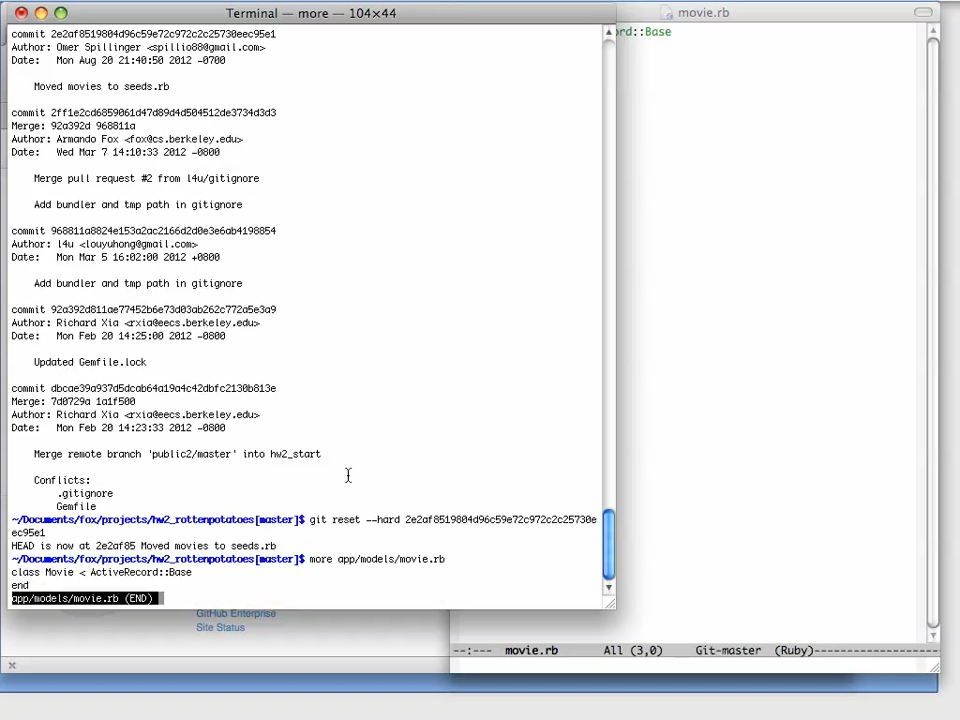 Terminal — more — 104×44
movie.rb
commit 2e2af8519804d96c59e72c972c2c25730eec95e1
Author: Omer Spillinger <spillio88@gmail.com>
Date:   Mon Aug 20 21:40:50 2012 -0700
Moved movies to seeds.rb
commit 2ff1e2cd6859061d47d89d4d504512de3734d3d3
Merge: 92a392d 968811a
Author: Armando Fox <fox@cs.berkeley.edu>
Date:   Wed Mar 7 14:10:33 2012 -0800
Merge pull request #2 from l4u/gitignore
Add bundler and tmp path in gitignore
commit 968811a8824e153a2ac2166d2d0e3e6ab4198854
Author: l4u <louyuhong@gmail.com>
Date:   Mon Mar 5 16:02:00 2012 +0800
Add bundler and tmp path in gitignore
commit 92a392d811ae77452b6e73d03ab262c772a5e3a9
Author: Richard Xia <rxia@eecs.berkeley.edu>
Date:   Mon Feb 20 14:25:00 2012 -0800
Updated Gemfile.lock
commit dbcae39a937d5dcab64a19a4c42dbfc2130b813e
Merge: 7d0729a 1a1f500
Author: Richard Xia <rxia@eecs.berkeley.edu>
Date:   Mon Feb 20 14:23:33 2012 -0800
Merge remote branch 'public2/master' into hw2_start
Conflicts:
.gitignore
Gemfile
~/Documents/fox/projects/hw2_rottenpotatoes[master]$ git reset --hard 2e2af8519804d96c59e72c972c2c25730e
ec95e1
HEAD is now at 2e2af85 Moved movies to seeds.rb
~/Documents/fox/projects/hw2_rottenpotatoes[master]$ more app/models/movie.rb
class Movie < ActiveRecord::Base
end
app/models/movie.rb (END)
ord::Base
GitHub Enterprise
Site Status
--:--- movie.rb All (3,0) Git-master (Ruby)-----------------